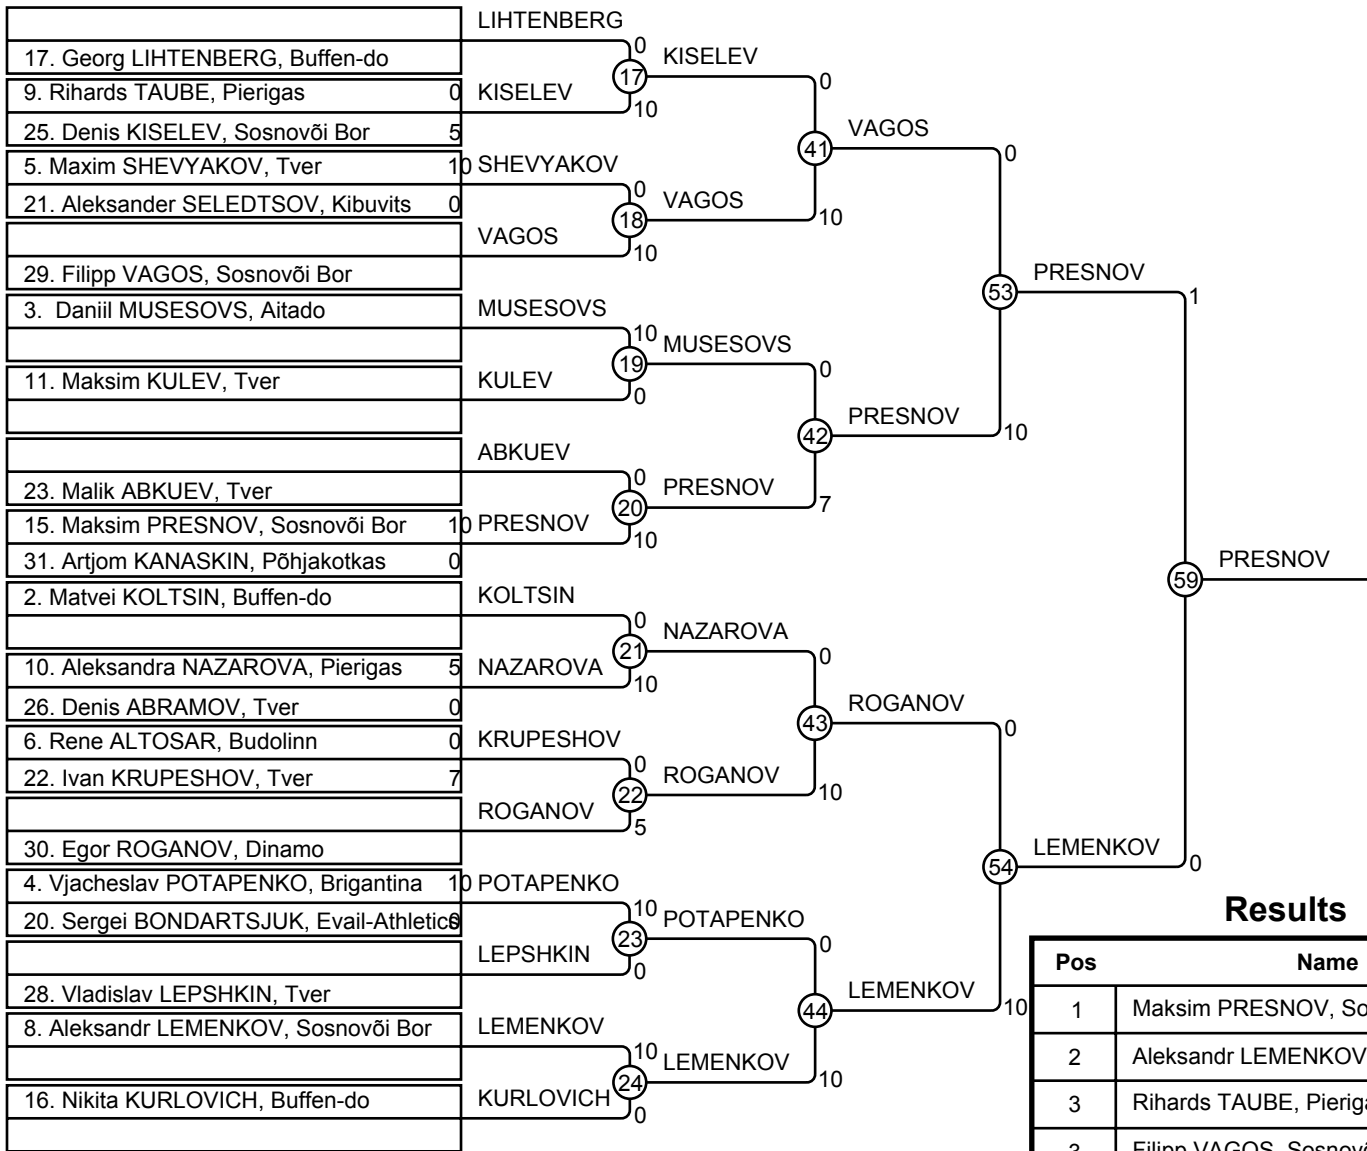 LIHTENBERG
17. Georg LIHTENBERG, Buffen-do
0
17
KISELEV
9. Rihards TAUBE, Pierigas 0
KISELEV
10
25. Denis KISELEV, Sosnovõi Bor 5
0
41
VAGOS
5. Maxim SHEVYAKOV, Tver 10
SHEVYAKOV
0
21. Aleksander SELEDTSOV, Kibuvits 0
18
VAGOS
10
VAGOS
10
29. Filipp VAGOS, Sosnovõi Bor
0
53
PRESNOV
1
3. Daniil MUSESOVS, Aitado
MUSESOVS
10
19
MUSESOVS
11. Maksim KULEV, Tver
KULEV
0
0
42
PRESNOV
10
ABKUEV
0
23. Malik ABKUEV, Tver
20
PRESNOV
7
15. Maksim PRESNOV, Sosnovõi Bor 10
PRESNOV
10
31. Artjom KANASKIN, Põhjakotkas 0
59
PRESNOV
2. Matvei KOLTSIN, Buffen-do
KOLTSIN
0
21
NAZAROVA
10. Aleksandra NAZAROVA, Pierigas 5
NAZAROVA
10
26. Denis ABRAMOV, Tver 0
0
43
ROGANOV
0
6. Rene ALTOSAR, Budolinn 0
KRUPESHOV
0
22. Ivan KRUPESHOV, Tver 7
22
ROGANOV
10
ROGANOV
5
30. Egor ROGANOV, Dinamo
54
LEMENKOV
0
4. Vjacheslav POTAPENKO, Brigantina 10
POTAPENKO
10
20. Sergei BONDARTSJUK, Evail-Athletics 0
23
POTAPENKO
0
LEPSHKIN
0
28. Vladislav LEPSHKIN, Tver
44
LEMENKOV
10
8. Aleksandr LEMENKOV, Sosnovõi Bor
LEMENKOV
10
24
LEMENKOV
10
16. Nikita KURLOVICH, Buffen-do
KURLOVICH
0
Results
Pos Name
1 Maksim PRESNOV, So
2 Aleksandr LEMENKOV
3 Rihards TAUBE, Pieriga
3 Filipp VAGOS, Sosnovõ